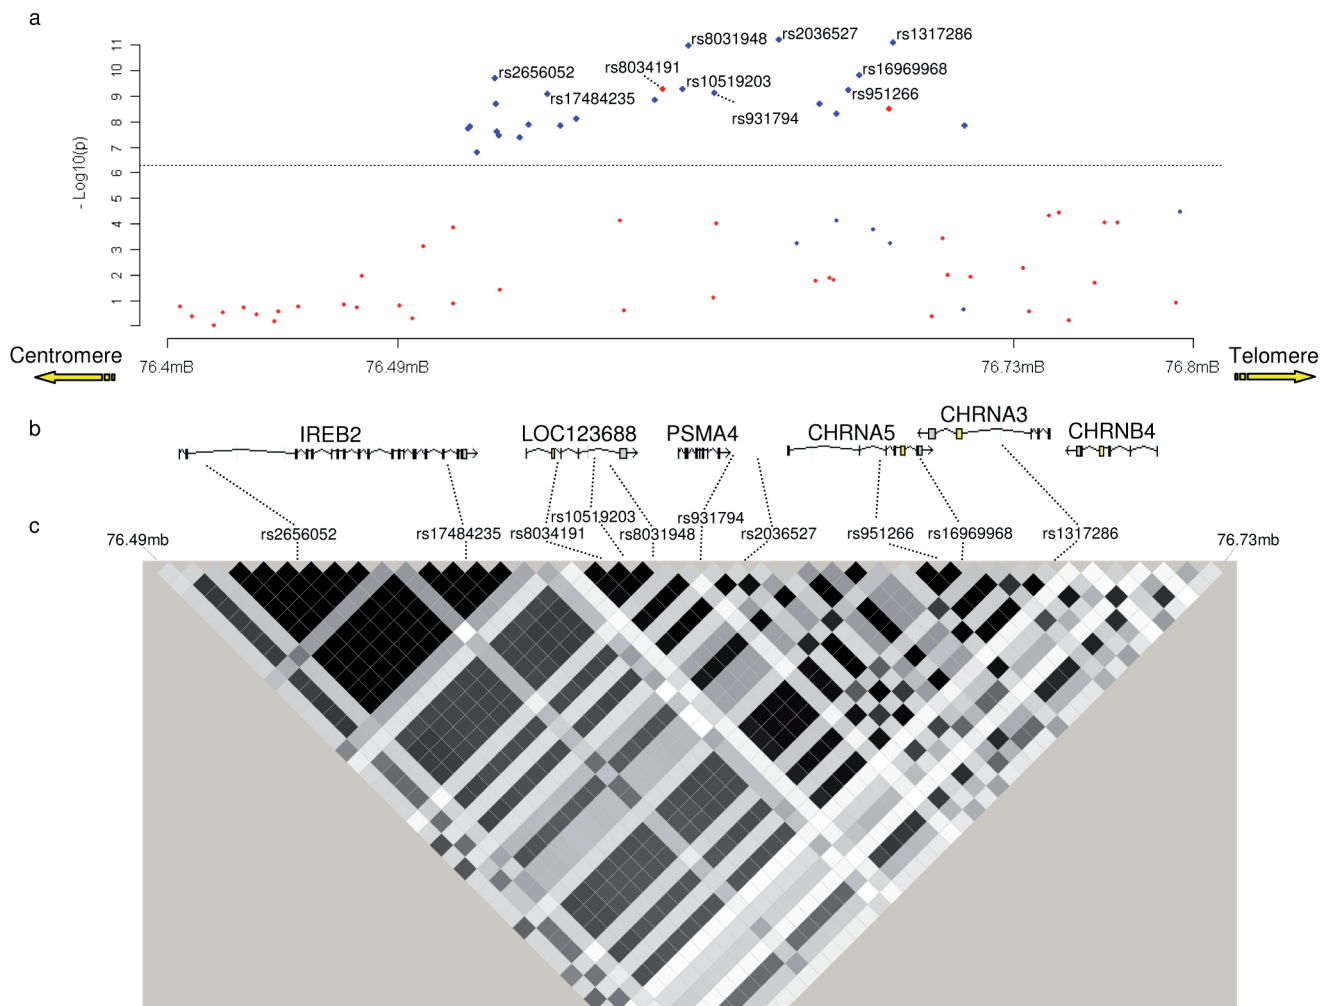 a
- Log10(p)
11
10
9
8
7
6
5
4
3
2
1
rs8031948
rs2036527
rs1317286
rs2656052
rs8034191
rs16969968
rs17484235
rs10519203
rs951266
rs931794
Centromere
76.4mB
76.49mB
76.73mB
76.8mB
Telomere
b
IREB2
LOC123688
PSMA4
CHRNA5
CHRNA3
CHRNB4
c
76.49mb
rs2656052
rs17484235
rs8034191
rs10519203
rs8031948
rs931794
rs2036527
rs951266
rs16969968
rs1317286
76.73mb